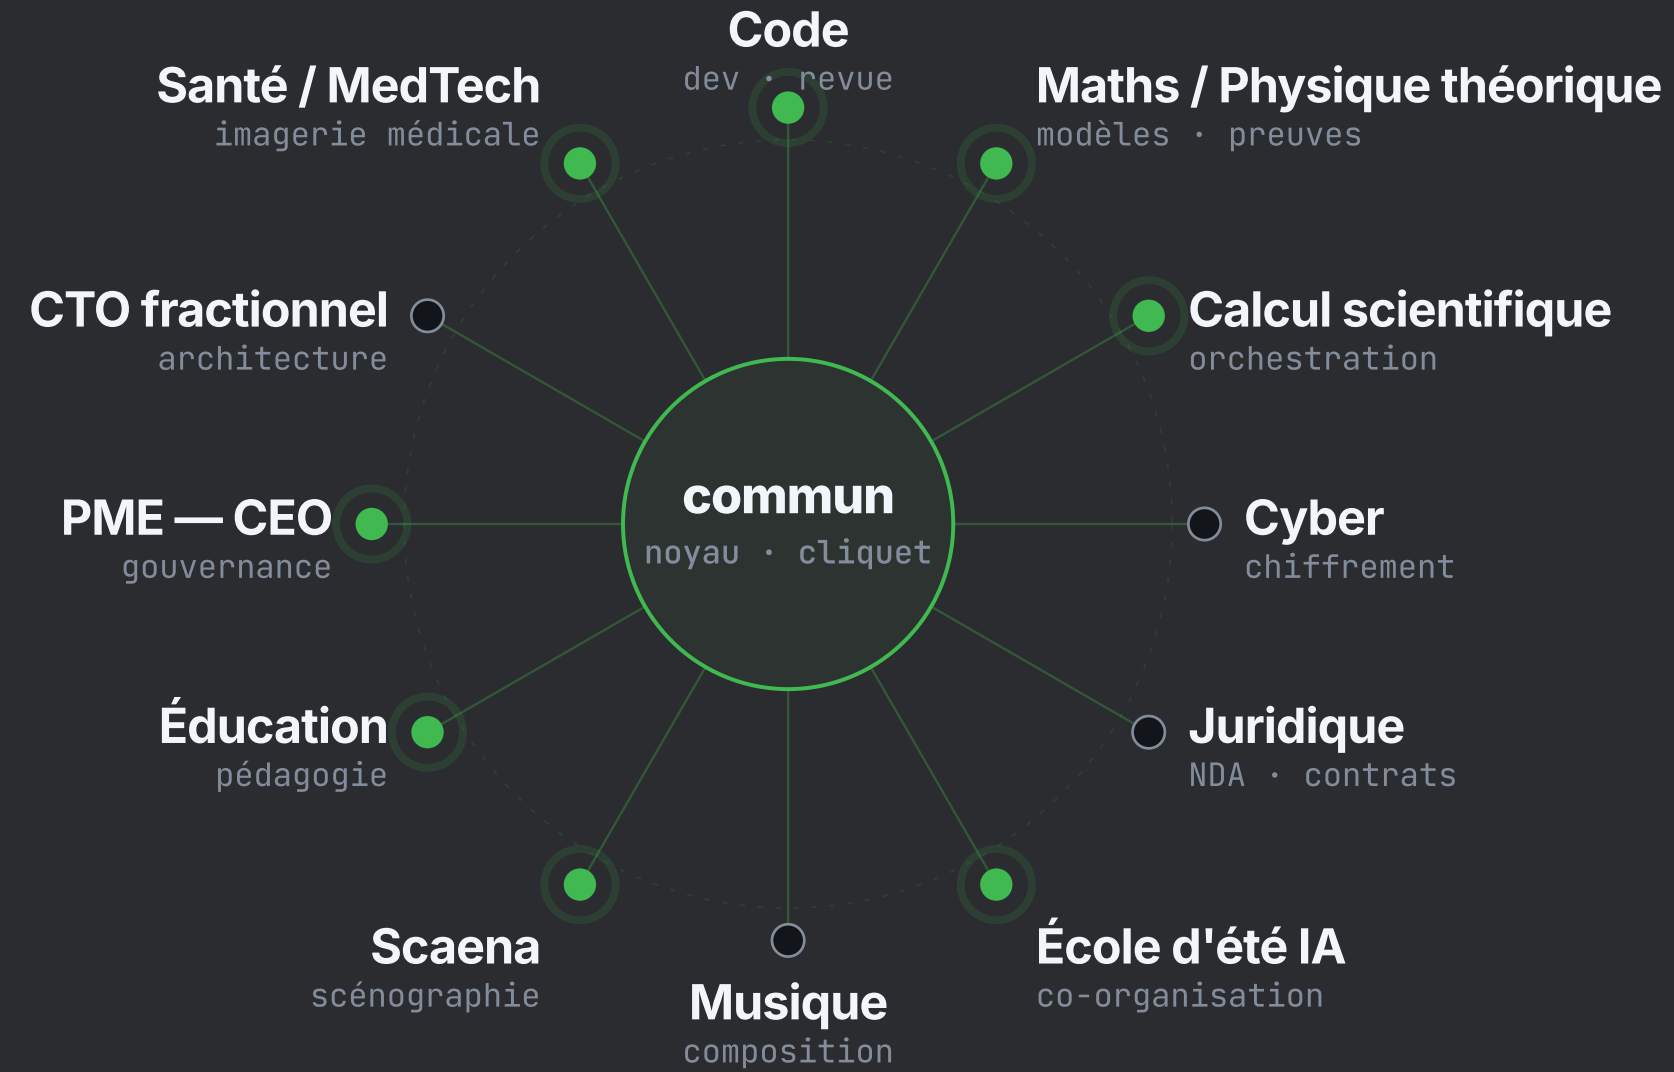 Code
dev · revue
Santé / MedTech
imagerie médicale
Maths / Physique théorique
modèles · preuves
CTO fractionnel
architecture
Calcul scientifique
orchestration
commun
noyau · cliquet
PME — CEO
gouvernance
Cyber
chiffrement
Éducation
pédagogie
Juridique
NDA · contrats
Scaena
scénographie
École d'été IA
co-organisation
Musique
composition